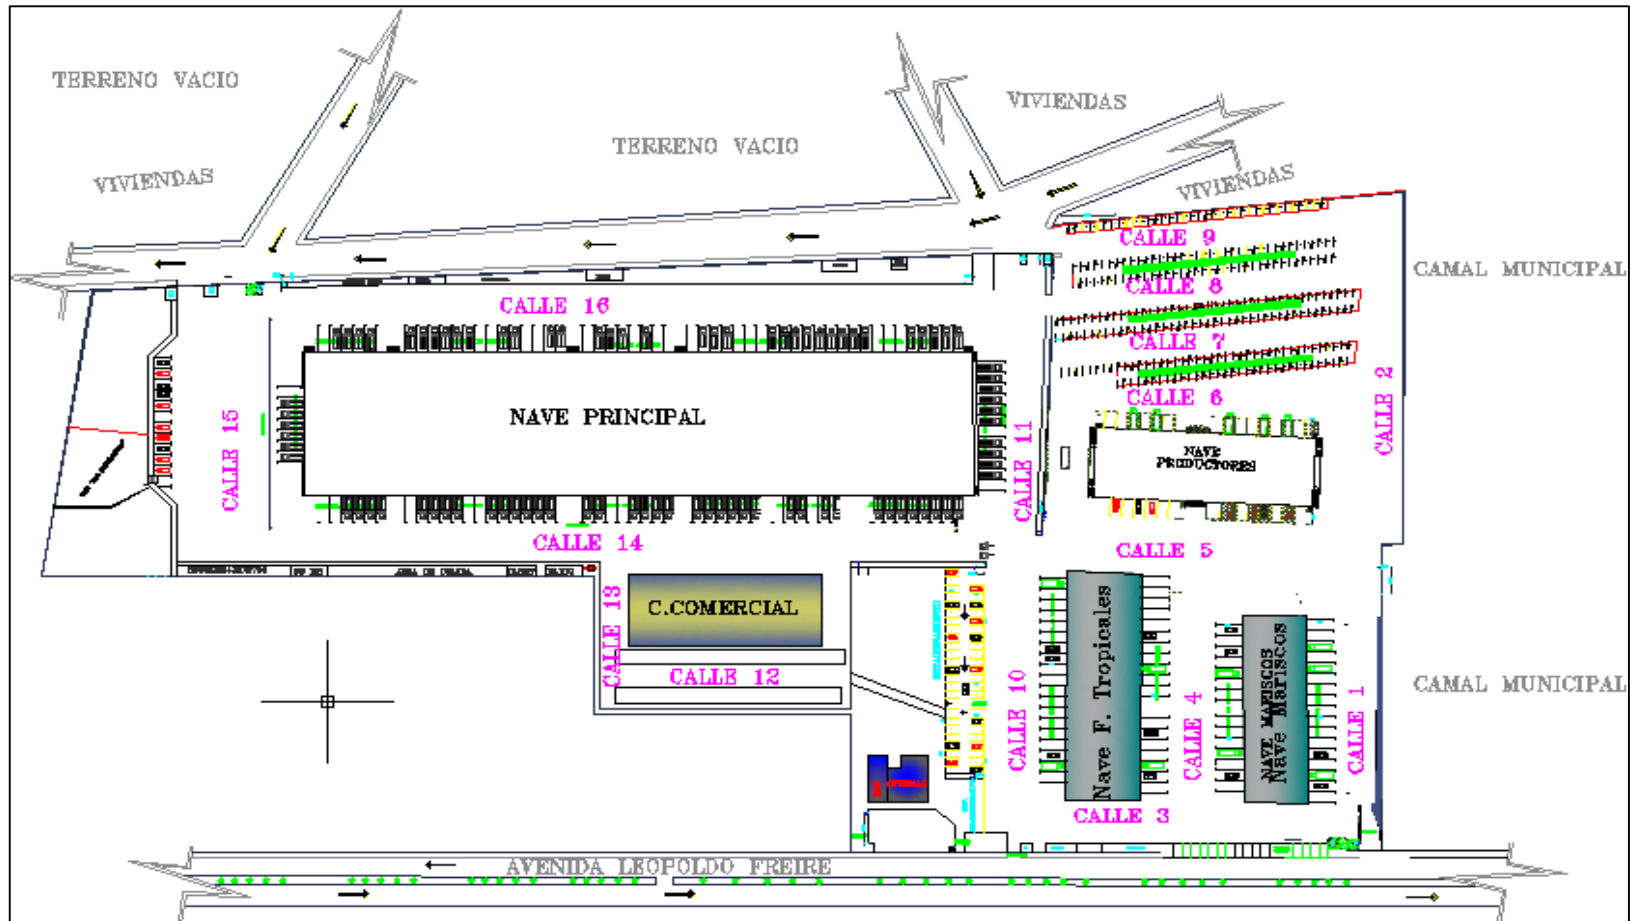 TERRENO VACIO
VIVIENDAS
TERRENO VACIO
VIVIENDAS
VIVIENDAS
VIVIENDAS
CALLE 9
CALLE 8
CALLE 7
CALLE 6
CAMAL MUNICIPAL
CALLE 16
NAVE PRINCIPAL
CALLE 15
CALLE 11
CALLE 2
NAVE
PRODUCTORES
CALLE 14
CALLE 5
C.COMERCIAL
CALLE 13
CALLE 12
CALLE 10
Nave F. Tropicales
CALLE 4
NAVE MARISCOS
Nave Mariscos
CALLE 1
CAMAL MUNICIPAL
CALLE 3
AVENIDA LEOPOLDO FREIRE